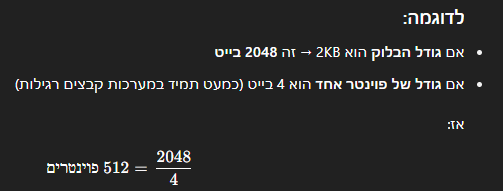 לדוגמה:
• אם גודל הבלוק הוא 2KB → זה 2048 בייט
• אם גודל של פוינטר אחד הוא 4 בייט (כמעט תמיד במערכות קבצים רגילות)
אז:
2048/4 = 512 פוינטרים